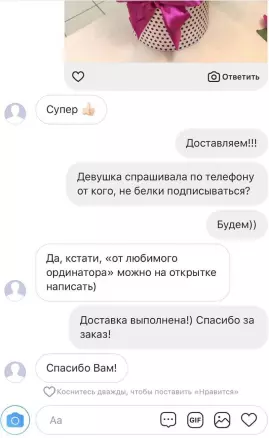 Ответить
Супер 👍🏻
Доставляем!!!
Девушка спрашивала по телефону
от кого, не белки подписываться?
Будем))
Да, кстати, «от любимого
ординатора» можно на открытке
написать)
Доставка выполнена!) Спасибо за
заказ!
Спасибо Вам!
Коснитесь дважды, чтобы поставить «Нравится»
Aa
GIF